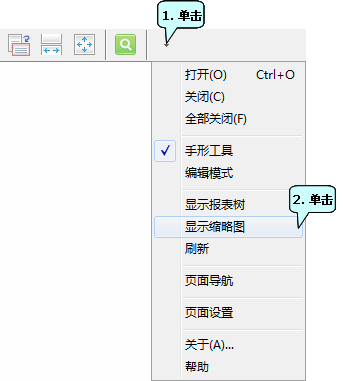 1. 单击
打开(O) Ctrl+O
关闭(C)
全部关闭(F)
手形工具
编辑模式
显示报表树
2. 单击
显示缩略图
刷新
页面导航
页面设置
关于(A)...
帮助